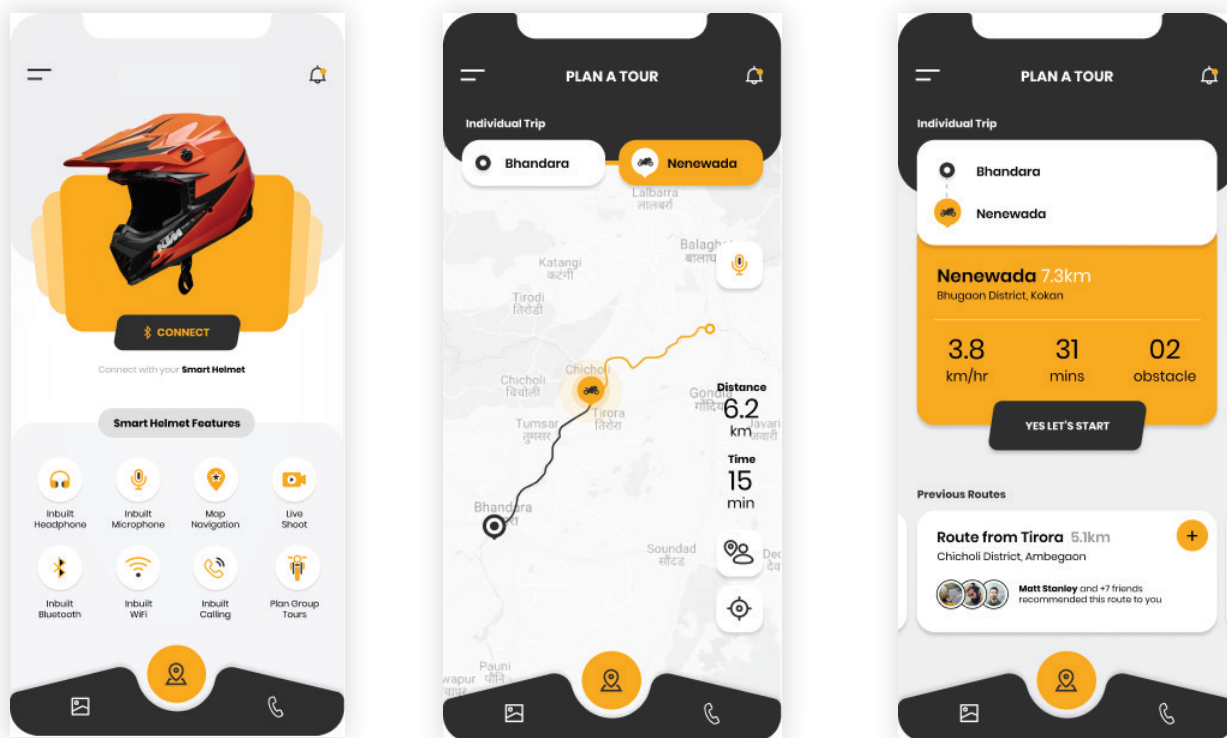 KTM
CONNECT
Connect with your Smart Helmet
Smart Helmet Features
Inbuilt
Headphone
Inbuilt
Microphone
Map
Navigation
Live
Shoot
Inbuilt
Bluetooth
Inbuilt
WiFi
Inbuilt
Calling
Plan Group
Tours
PLAN A TOUR
Individual Trip
Bhandara
Nenewada
Lalbarra
लालबर्रा
Katangi
कटंगी
Tirodi
तिरोडी
Chicholi
Chicholi
चिचोली
Tirora
तिरोरा
Tumsar
तुमसर
Distance
6.2
km
Time
15
min
Bhandara
Soundad
सौंदड
Pauni
पौनि
PLAN A TOUR
Individual Trip
Bhandara
Nenewada
Nenewada 7.3km
Bhugaon District, Kokan
3.8
km/hr
31
mins
02
obstacle
YES LET'S START
Previous Routes
Route from Tirora 5.1km
Chicholi District, Ambegaon
+
Matt Stanley and +7 friends
recommended this route to you